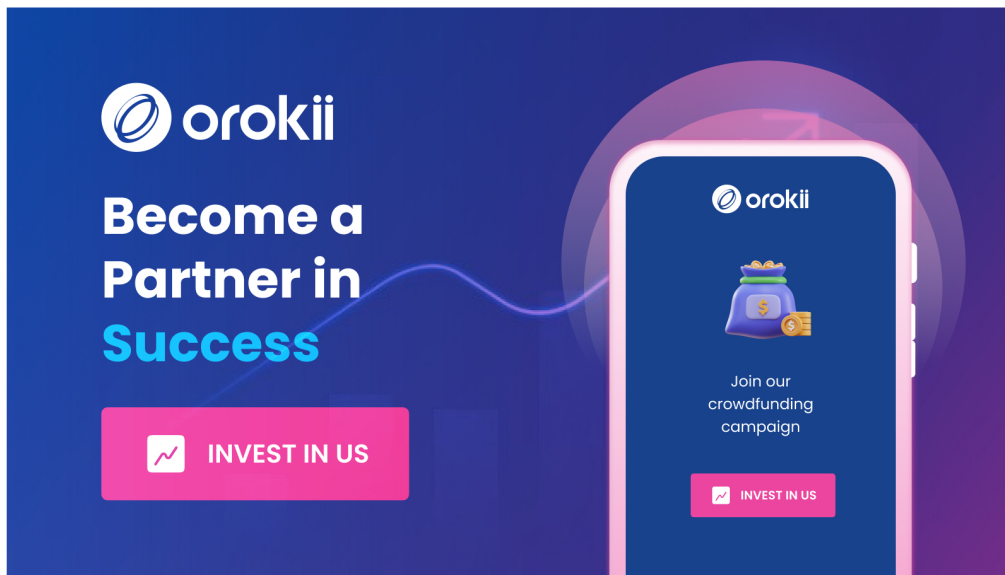 orokii
Become a
Partner in
Success
INVEST IN US
orokii
$
$
Join our
crowdfunding
campaign
INVEST IN US